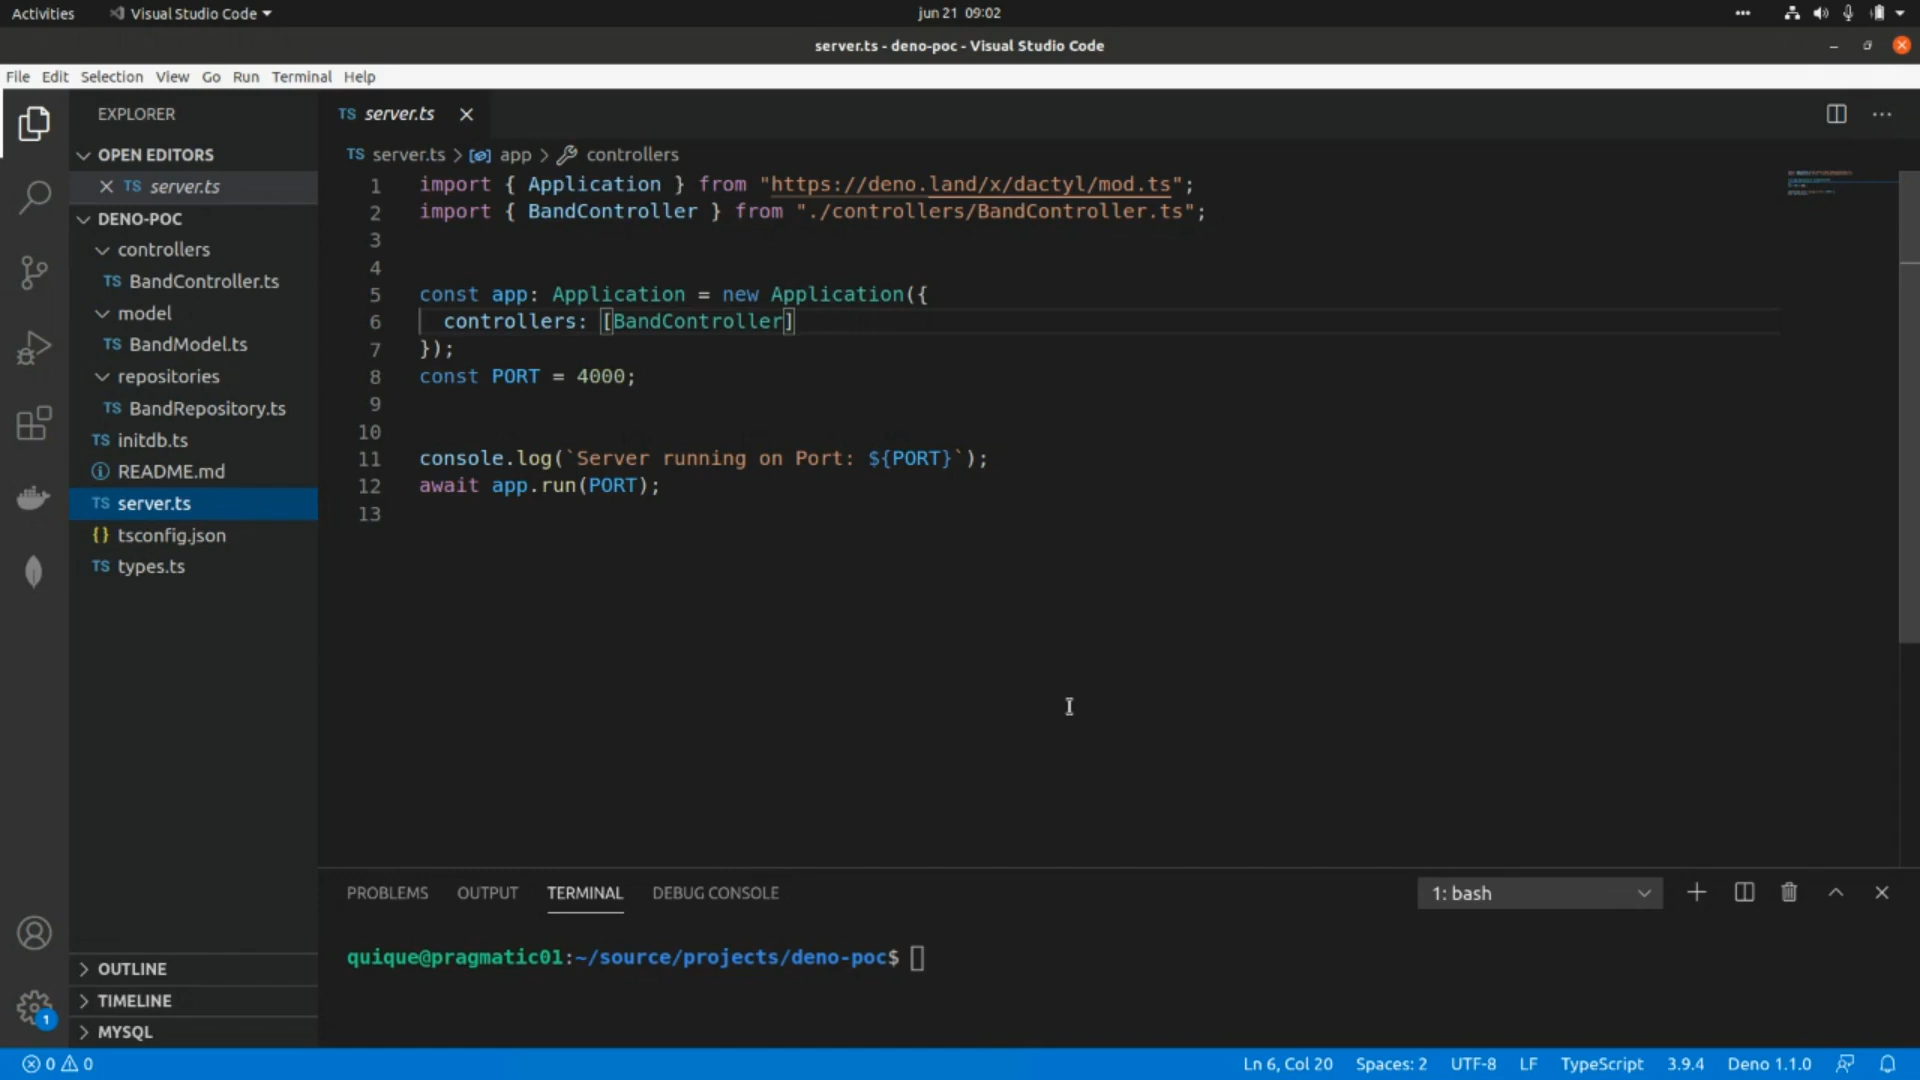 Activities Visual Studio Code jun 21 09:02
server.ts - deno-poc - Visual Studio Code
File Edit Selection View Go Run Terminal Help
EXPLORER
OPEN EDITORS
TS server.ts
DENO-POC
controllers
TS BandController.ts
model
TS BandModel.ts
repositories
TS BandRepository.ts
TS initdb.ts
README.md
TS server.ts
{} tsconfig.json
TS types.ts
OUTLINE
TIMELINE
MYSQL
1
TS server.ts
TS server.ts > app > controllers
1 import { Application } from "https://deno.land/x/dactyl/mod.ts";
2 import { BandController } from "./controllers/BandController.ts";
3
4
5 const app: Application = new Application({
6 controllers: [BandController]
7 });
8 const PORT = 4000;
9
10
11 console.log(`Server running on Port: ${PORT}`);
12 await app.run(PORT);
13
PROBLEMS OUTPUT TERMINAL DEBUG CONSOLE 1: bash
quique@pragmatic01:~/source/projects/deno-poc$
0 0 Ln 6, Col 20 Spaces: 2 UTF-8 LF TypeScript 3.9.4 Deno 1.1.0